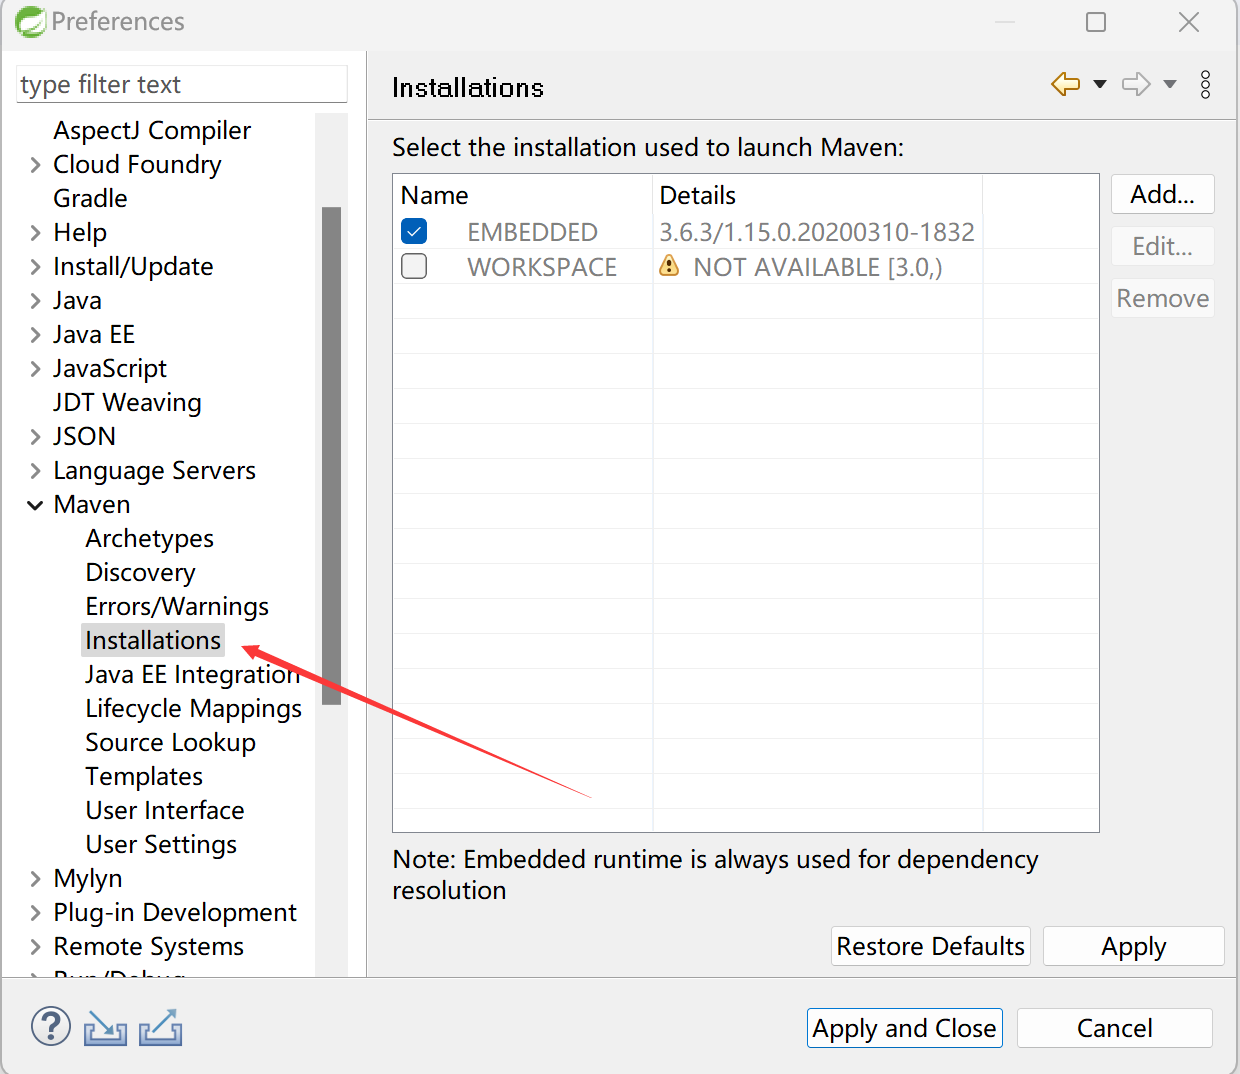 Preferences
type filter text
AspectJ Compiler
Cloud Foundry
Gradle
Help
Install/Update
Java
Java EE
JavaScript
JDT Weaving
JSON
Language Servers
Maven
Archetypes
Discovery
Errors/Warnings
Installations
Java EE Integration
Lifecycle Mappings
Source Lookup
Templates
User Interface
User Settings
Mylyn
Plug-in Development
Remote Systems
Run/Debug
Installations
Select the installation used to launch Maven:
Name Details
EMBEDDED 3.6.3/1.15.0.20200310-1832
WORKSPACE NOT AVAILABLE [3.0,)
Add...
Edit...
Remove
Note: Embedded runtime is always used for dependency
resolution
Restore Defaults Apply
Apply and Close Cancel